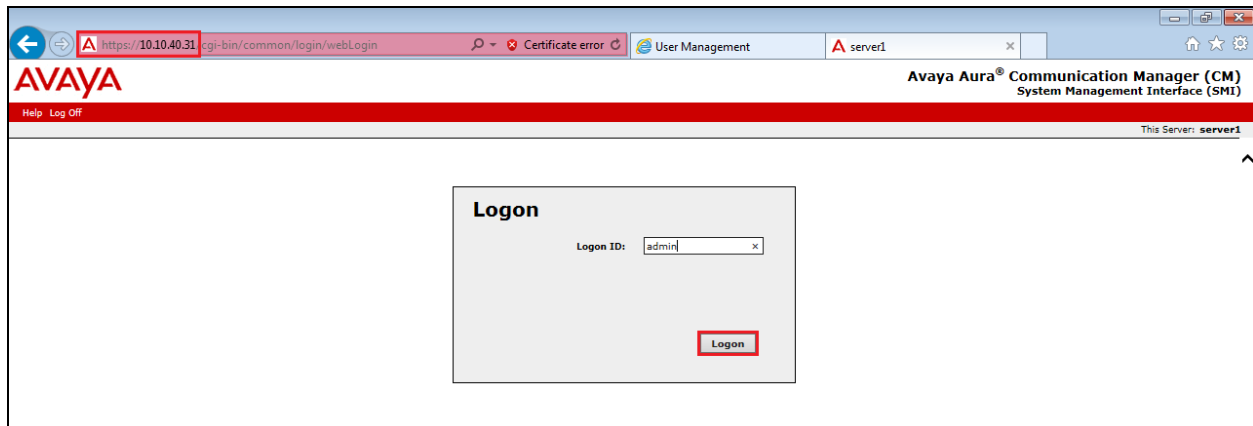 https://10.10.40.31/cgi-bin/common/login/webLogin
Certificate error
User Management
server1
AVAYA
Avaya Aura® Communication Manager (CM)
System Management Interface (SMI)
Help Log Off
This Server: server1
Logon
Logon ID: admin
Logon